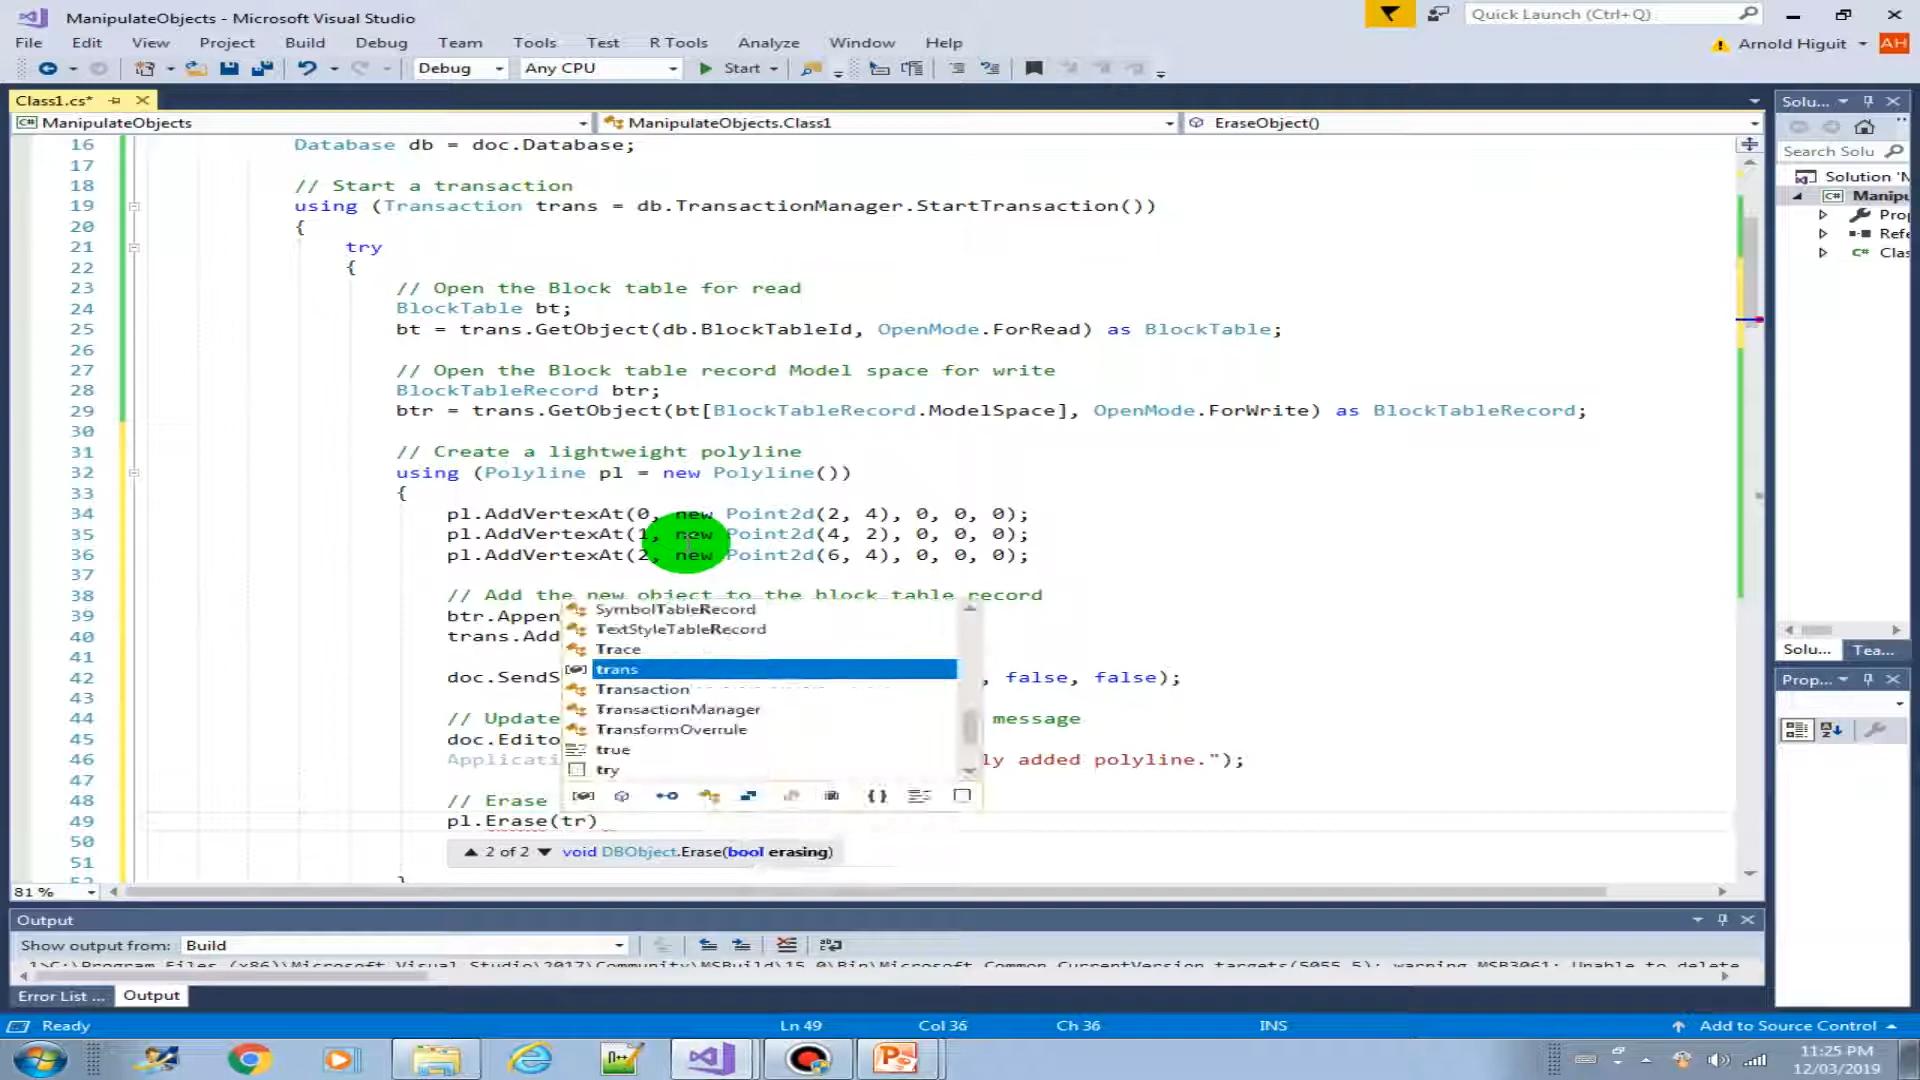 ManipulateObjects - Microsoft Visual Studio
Quick Launch (Ctrl+Q)
File Edit View Project Build Debug Team Tools Test R Tools Analyze Window Help
Arnold Higuit AH
Debug Any CPU Start
Class1.cs*
ManipulateObjects ManipulateObjects.Class1 EraseObject()
16 Database db = doc.Database;
17
18 // Start a transaction
19 using (Transaction trans = db.TransactionManager.StartTransaction())
20 {
21 try
22 {
23 // Open the Block table for read
24 BlockTable bt;
25 bt = trans.GetObject(db.BlockTableId, OpenMode.ForRead) as BlockTable;
26
27 // Open the Block table record Model space for write
28 BlockTableRecord btr;
29 btr = trans.GetObject(bt[BlockTableRecord.ModelSpace], OpenMode.ForWrite) as BlockTableRecord;
30
31 // Create a lightweight polyline
32 using (Polyline pl = new Polyline())
33 {
34 pl.AddVertexAt(0, new Point2d(2, 4), 0, 0, 0);
35 pl.AddVertexAt(1, new Point2d(4, 2), 0, 0, 0);
36 pl.AddVertexAt(2, new Point2d(6, 4), 0, 0, 0);
37
38 // Add the new object to the block table record
39 btr.Appen
40 trans.Add
41
42 doc.SendS , false, false);
43
44 // Update message
45 doc.Edito
46 Applicati ly added polyline.");
47
48 // Erase
49 pl.Erase(tr)
50
51
52 }
SymbolTableRecord
TextStyleTableRecord
Trace
trans
Transaction
TransactionManager
TransformOverrule
true
try
2 of 2 void DBObject.Erase(bool erasing)
81 %
Output
Show output from: Build
1>C:\Program Files (x86)\Microsoft Visual Studio\2017\Community\MSBuild\15.0\Bin\Microsoft.Common.CurrentVersion.targets(5055,5): warning MSB3061: Unable to delete
Error List ... Output
Ready Ln 49 Col 36 Ch 36 INS Add to Source Control
Solu...
Search Solu
Solution 'M
Manipu
Prop
Refe
Clas
Solu... Tea...
Prop...
11:25 PM
12/03/2019